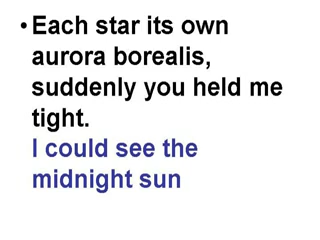 • Each star its own
aurora borealis,
suddenly you held me
tight.
I could see the
midnight sun